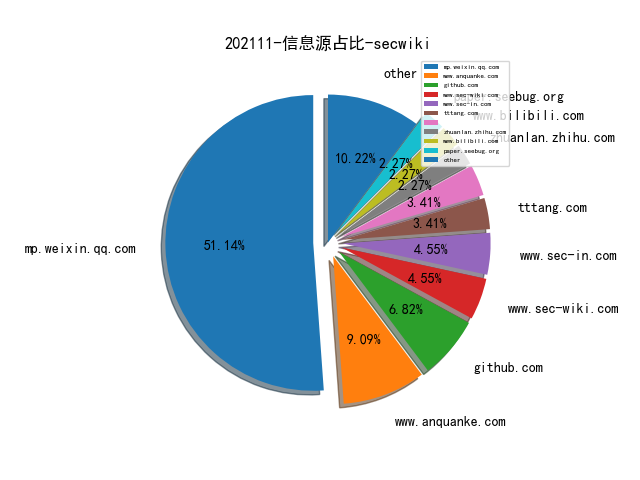 202111-信息源占比-secwiki
other
mp.weixin.qq.com
www.anquanke.com
github.com
www.sec-wiki.com
www.sec-in.com
tttang.com
zhuanlan.zhihu.com
www.bilibili.com
paper.seebug.org
other
paper.seebug.org
www.bilibili.com
zhuanlan.zhihu.com
10.22%
2.27%
2.27%
2.27%
3.41%
3.41%
tttang.com
51.14%
mp.weixin.qq.com
4.55%
www.sec-in.com
4.55%
www.sec-wiki.com
6.82%
9.09%
github.com
www.anquanke.com